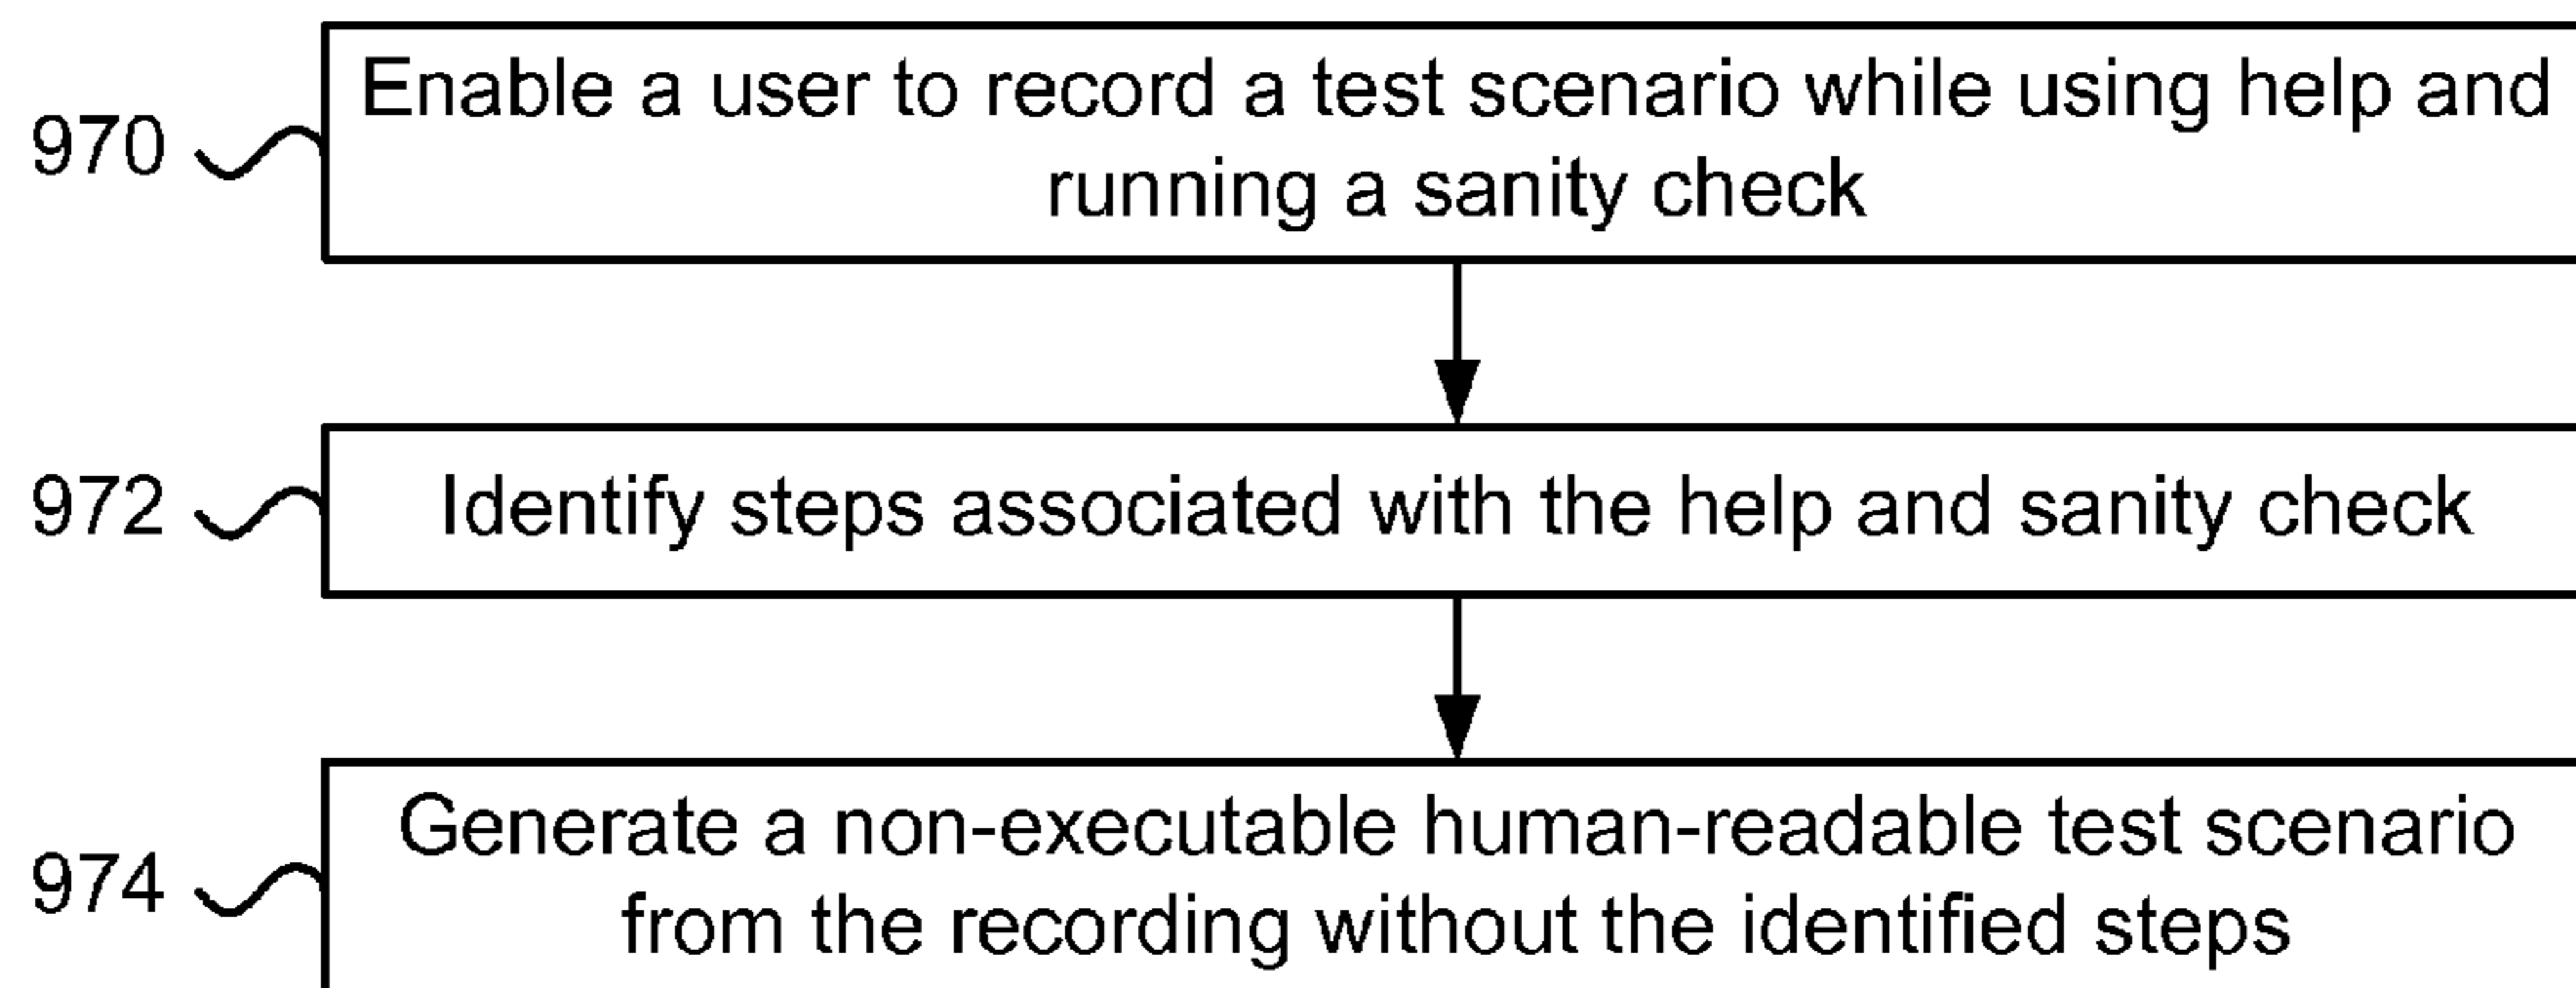 970
Enable a user to record a test scenario while using help and
running a sanity check
972
Identify steps associated with the help and sanity check
974
Generate a non-executable human-readable test scenario
from the recording without the identified steps